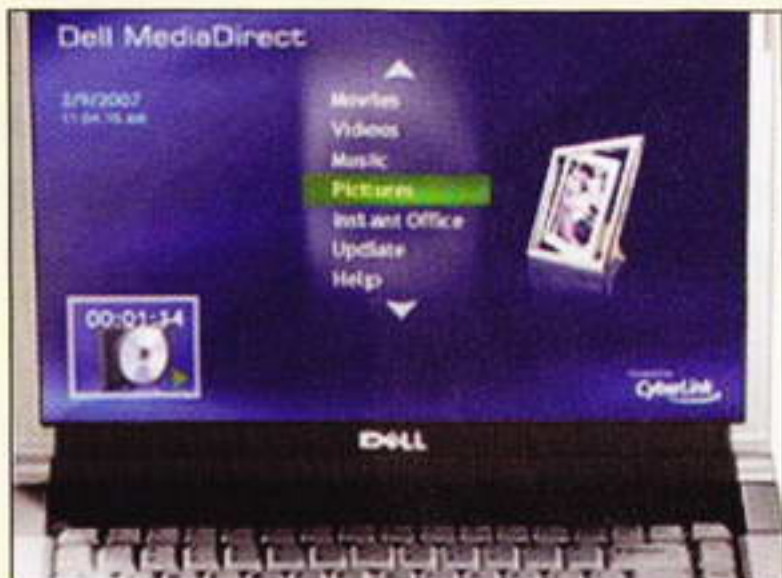 Dell MediaDirect
2/9/2007
Movies
Videos
Music
Pictures
Instant Office
Update
Help
00:01:14
CyberLink
DELL